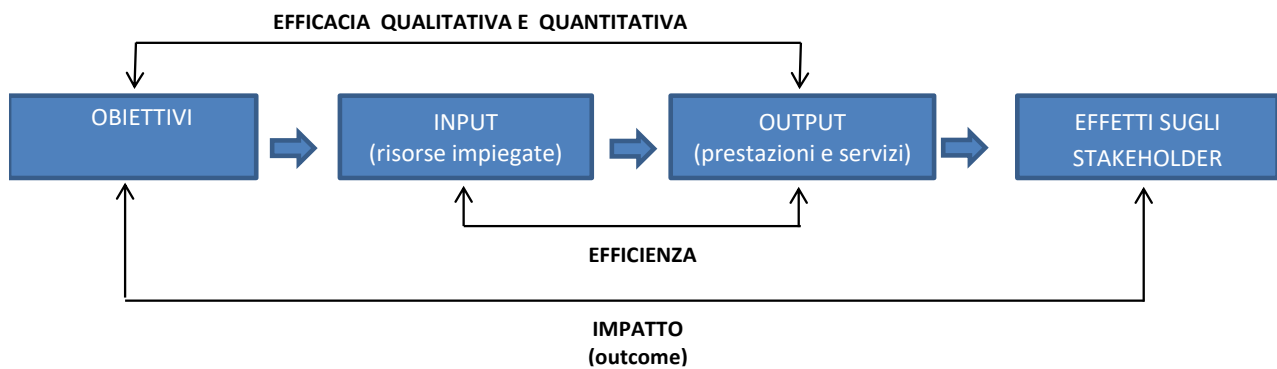 EFFICACIA QUALITATIVA E QUANTITATIVA
OBIETTIVI
INPUT
(risorse impiegate)
OUTPUT
(prestazioni e servizi)
EFFETTI SUGLI
STAKEHOLDER
EFFICIENZA
IMPATTO
(outcome)